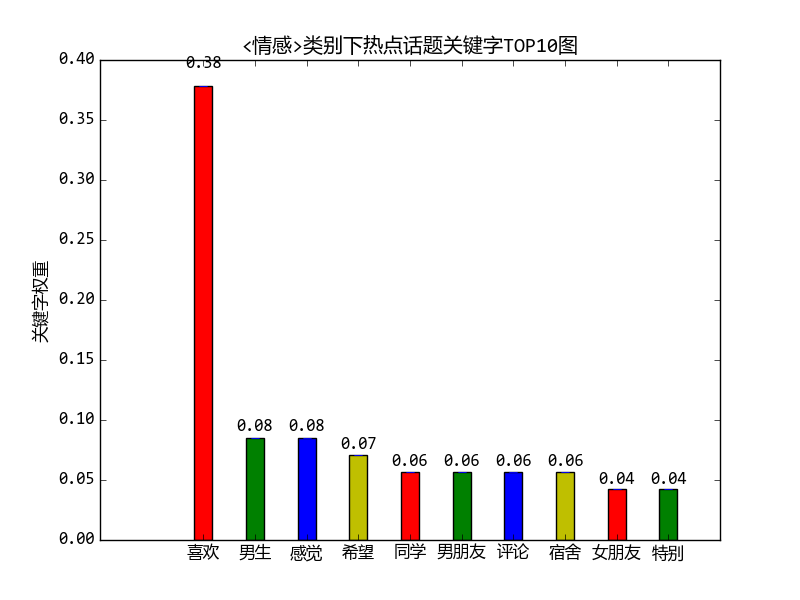 <情感>类别下热点话题关键字TOP10图
关键字权重
0.40
0.35
0.30
0.25
0.20
0.15
0.10
0.05
0.00
0.38
0.08
0.08
0.07
0.06
0.06
0.06
0.06
0.04
0.04
喜欢
男生
感觉
希望
同学
男朋友
评论
宿舍
女朋友
特别